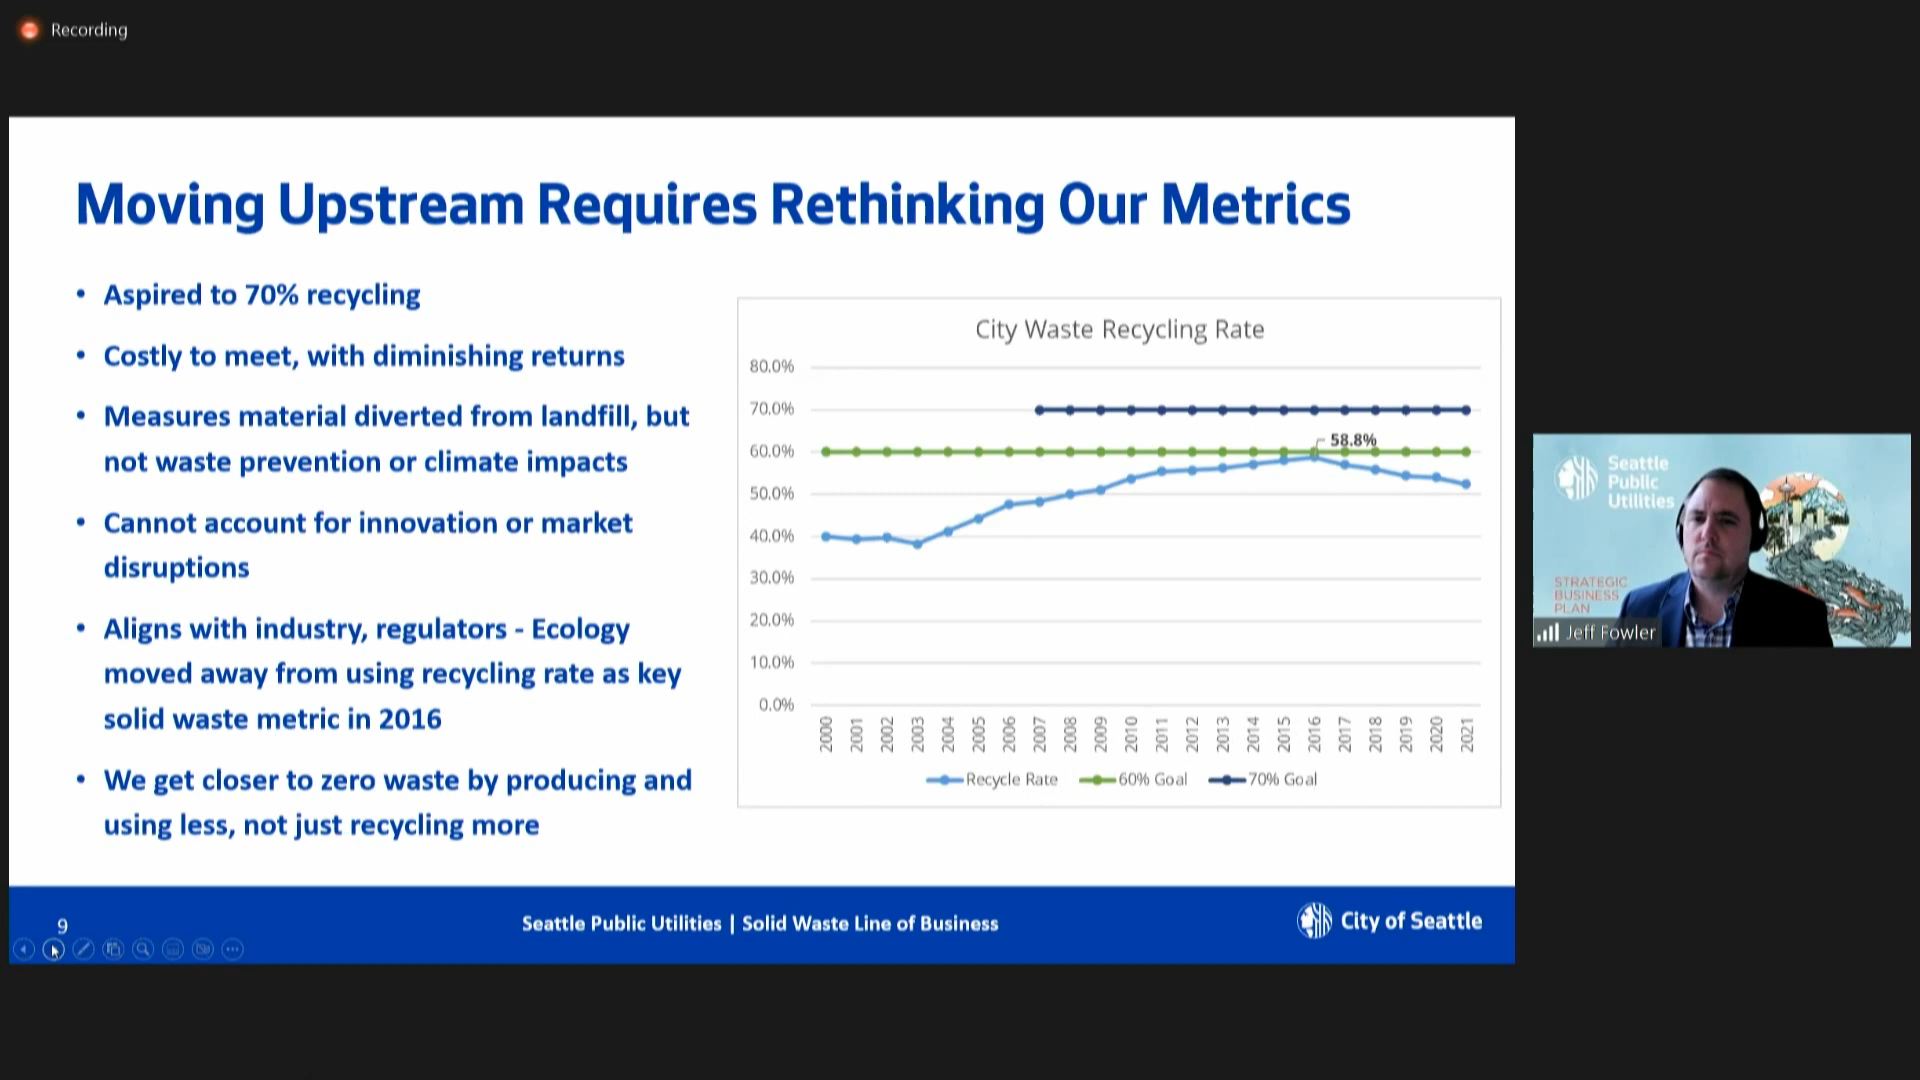 Recording
Moving Upstream Requires Rethinking Our Metrics
• Aspired to 70% recycling
• Costly to meet, with diminishing returns
• Measures material diverted from landfill, but
not waste prevention or climate impacts
• Cannot account for innovation or market
disruptions
• Aligns with industry, regulators - Ecology
moved away from using recycling rate as key
solid waste metric in 2016
• We get closer to zero waste by producing and
using less, not just recycling more
City Waste Recycling Rate
80.0%
70.0%
60.0%
50.0%
40.0%
30.0%
20.0%
10.0%
0.0%
58.8%
2000 2001 2002 2003 2004 2005 2006 2007 2008 2009 2010 2011 2012 2013 2014 2015 2016 2017 2018 2019 2020 2021
Recycle Rate 60% Goal 70% Goal
9
Seattle Public Utilities | Solid Waste Line of Business
City of Seattle
Seattle
Public
Utilities
STRATEGIC
BUSINESS
PLAN
Jeff Fowler